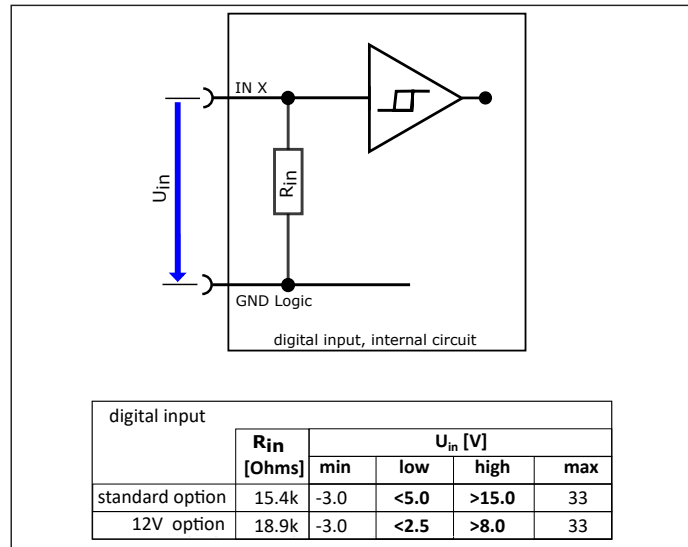 IN X
Uin
Rin
GND Logic
digital input, internal circuit
digital input
Rin Uin [V]
[Ohms] min low high max
standard option 15.4k -3.0 <5.0 >15.0 33
12V option 18.9k -3.0 <2.5 >8.0 33